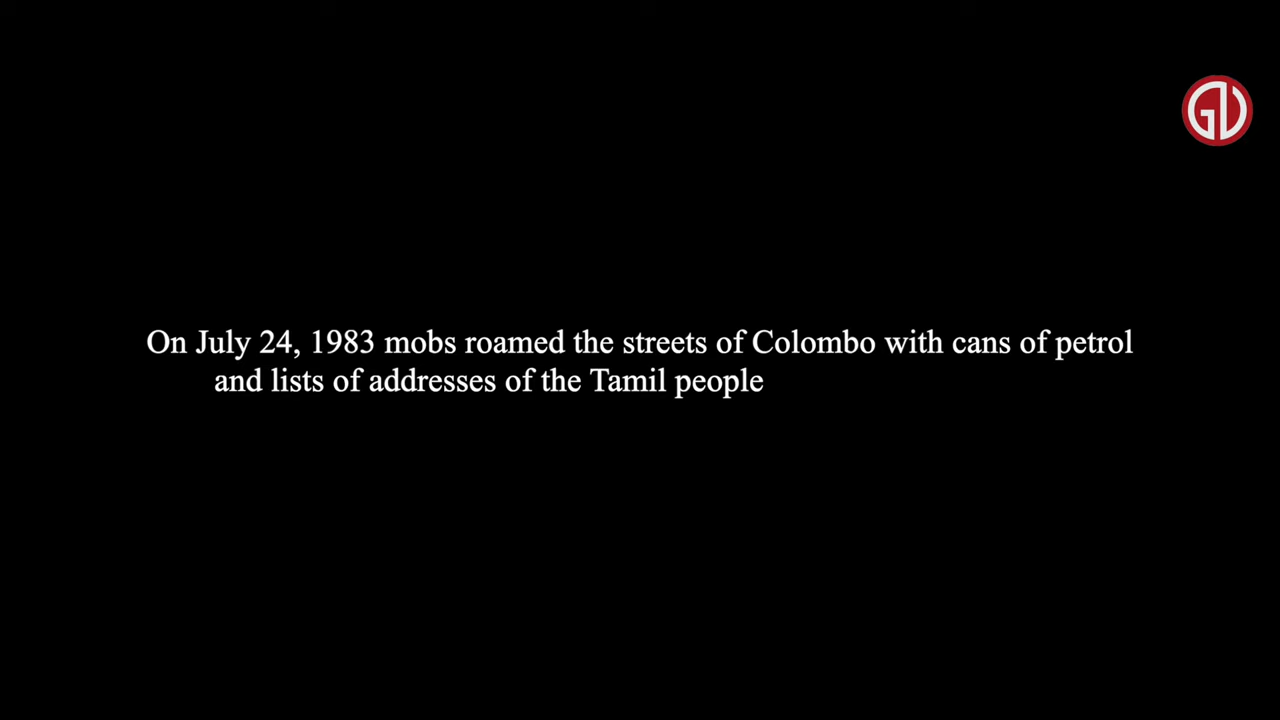 GV
On July 24, 1983 mobs roamed the streets of Colombo with cans of petrol
and lists of addresses of the Tamil people